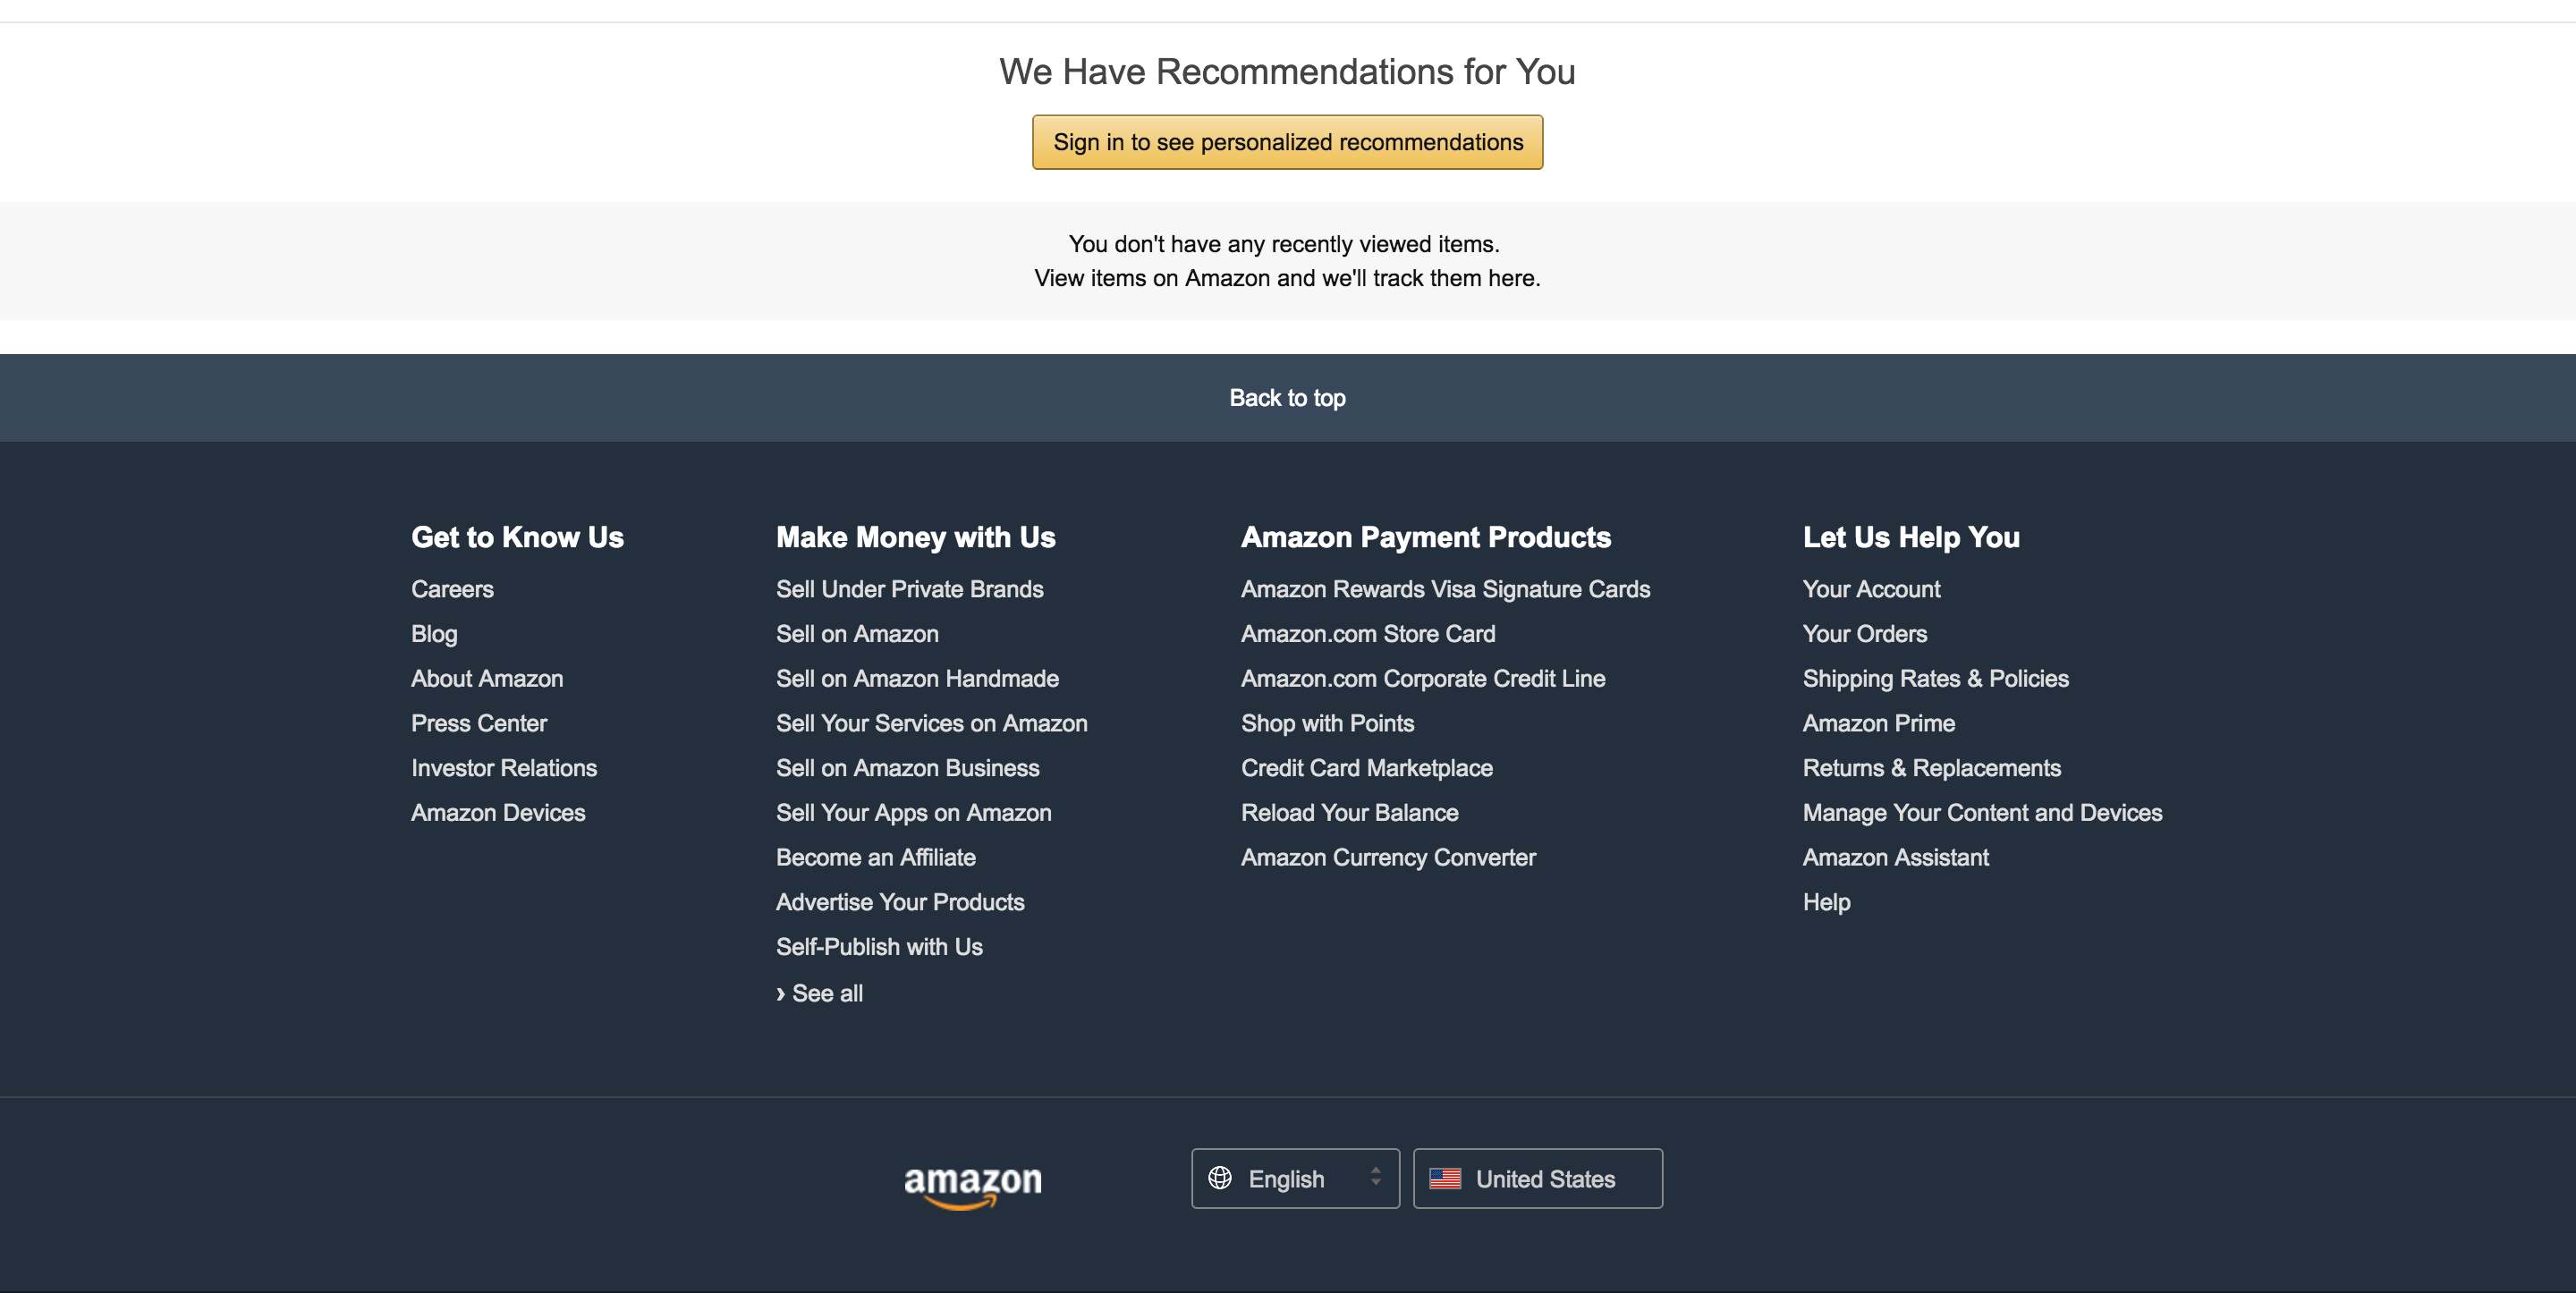 We Have Recommendations for You
Sign in to see personalized recommendations
You don't have any recently viewed items.
View items on Amazon and we'll track them here.
Back to top
Get to Know Us
Careers
Blog
About Amazon
Press Center
Investor Relations
Amazon Devices
Make Money with Us
Sell Under Private Brands
Sell on Amazon
Sell on Amazon Handmade
Sell Your Services on Amazon
Sell on Amazon Business
Sell Your Apps on Amazon
Become an Affiliate
Advertise Your Products
Self-Publish with Us
› See all
Amazon Payment Products
Amazon Rewards Visa Signature Cards
Amazon.com Store Card
Amazon.com Corporate Credit Line
Shop with Points
Credit Card Marketplace
Reload Your Balance
Amazon Currency Converter
Let Us Help You
Your Account
Your Orders
Shipping Rates & Policies
Amazon Prime
Returns & Replacements
Manage Your Content and Devices
Amazon Assistant
Help
amazon
English
United States